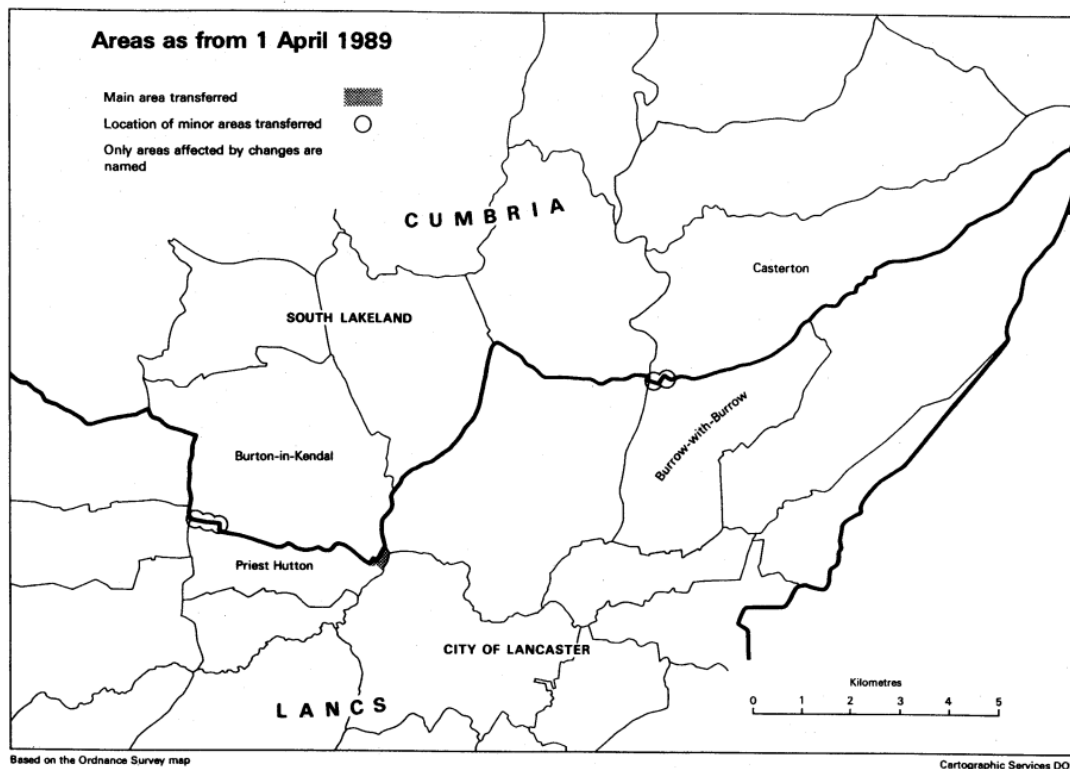 Areas as from 1 April 1989
Main area transferred
Location of minor areas transferred
Only areas affected by changes are
named
CUMBRIA
Casterton
SOUTH LAKELAND
Burrow-with-Burrow
Burton-in-Kendal
Priest Hutton
CITY OF LANCASTER
LANCS
Kilometres
0 1 2 3 4 5
Based on the Ordnance Survey map
Cartographic Services DO